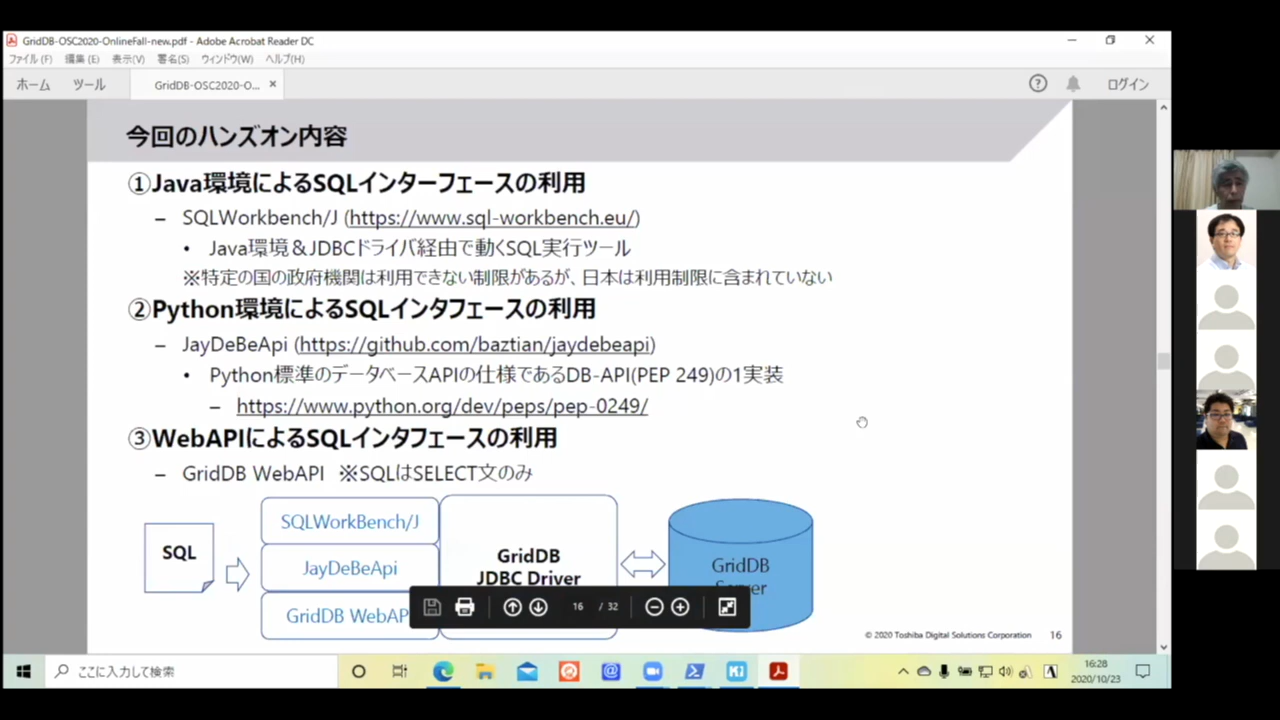 GridDB-OSC2020-OnlineFall-new.pdf - Adobe Acrobat Reader DC
ファイル(F) 編集(E) 表示(V) 署名(S) ウィンドウ(W) ヘルプ(H)
ホーム ツール GridDB-OSC2020-O... × ログイン
今回のハンズオン内容
①Java環境によるSQLインターフェースの利用
– SQLWorkbench/J (https://www.sql-workbench.eu/)
• Java環境&JDBCドライバ経由で動くSQL実行ツール
※特定の国の政府機関は利用できない制限があるが、日本は利用制限に含まれていない
②Python環境によるSQLインタフェースの利用
– JayDeBeApi (https://github.com/baztian/jaydebeapi)
• Python標準のデータベースAPIの仕様であるDB-API(PEP 249)の1実装
– https://www.python.org/dev/peps/pep-0249/
③WebAPIによるSQLインタフェースの利用
– GridDB WebAPI ※SQLはSELECT文のみ
SQL
SQLWorkBench/J
JayDeBeApi
GridDB WebAP
GridDB
JDBC Driver
GridDB
16 / 32
© 2020 Toshiba Digital Solutions Corporation 16
ここに入力して検索
16:28
2020/10/23